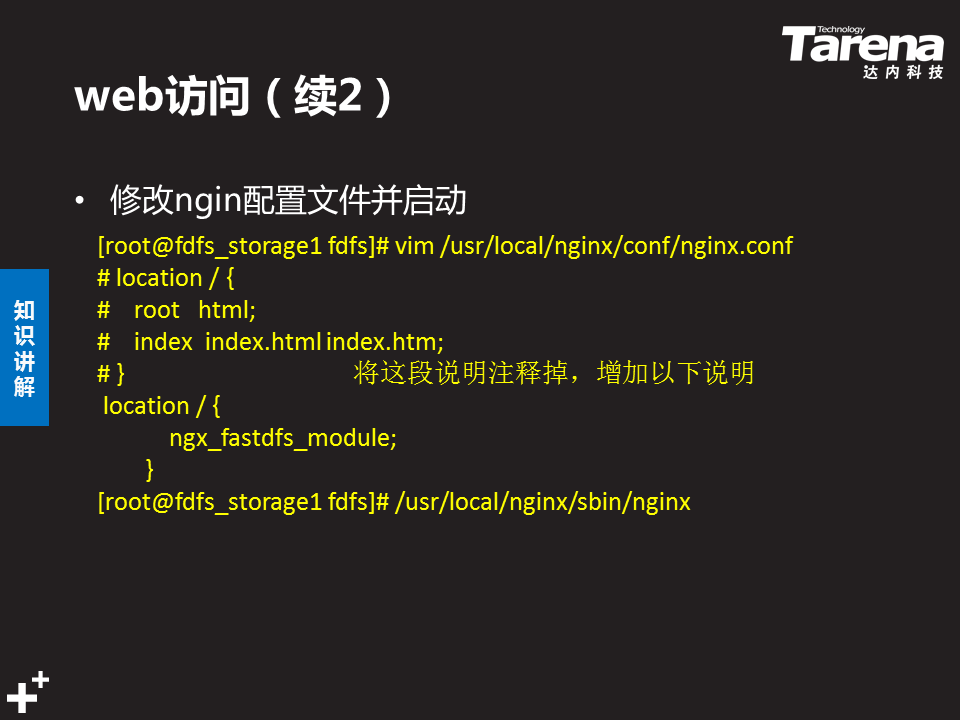 Technology
Tarena
达内科技
web访问（续2）
• 修改ngin配置文件并启动
[root@fdfs_storage1 fdfs]# vim /usr/local/nginx/conf/nginx.conf
# location / {
#    root   html;
#    index  index.html index.htm;
# }    将这段说明注释掉，增加以下说明
location / {
ngx_fastdfs_module;
}
[root@fdfs_storage1 fdfs]# /usr/local/nginx/sbin/nginx
知
识
讲
解